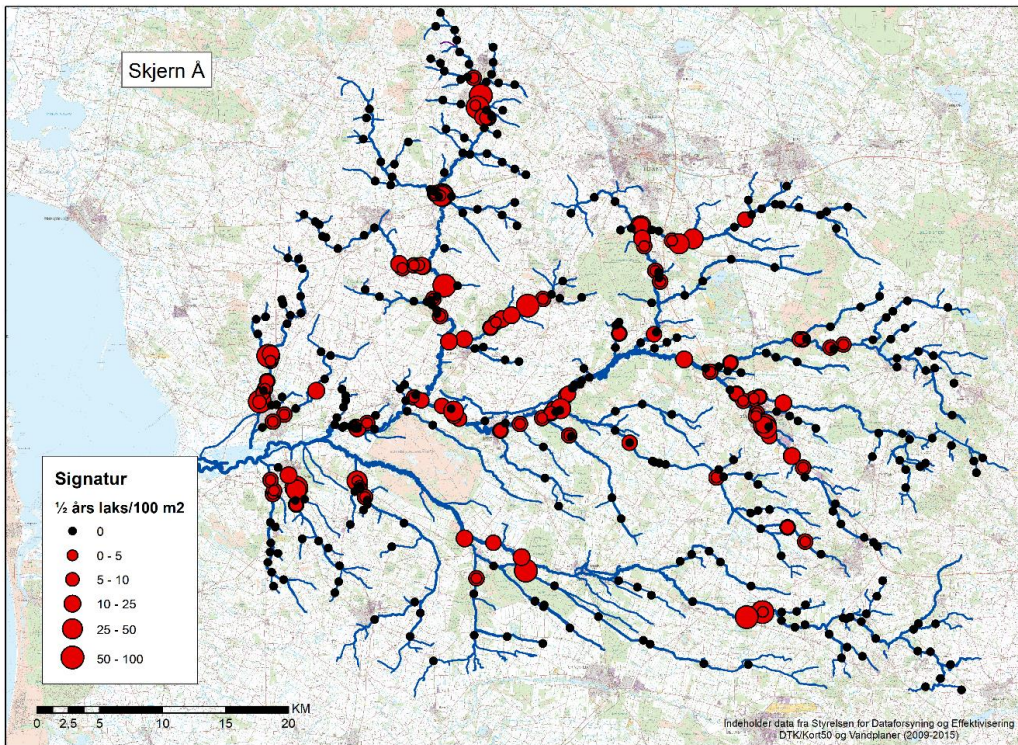 Skjern Å
Signatur
½ års laks/100 m2
0
0 - 5
5 - 10
10 - 25
25 - 50
50 - 100
KM
0 2.5 5 10 15 20
Indeholder data fra Styrelsen for Dataforsyning og Effektivisering
DTK/Kort50 og Vandplaner (2009-2015)